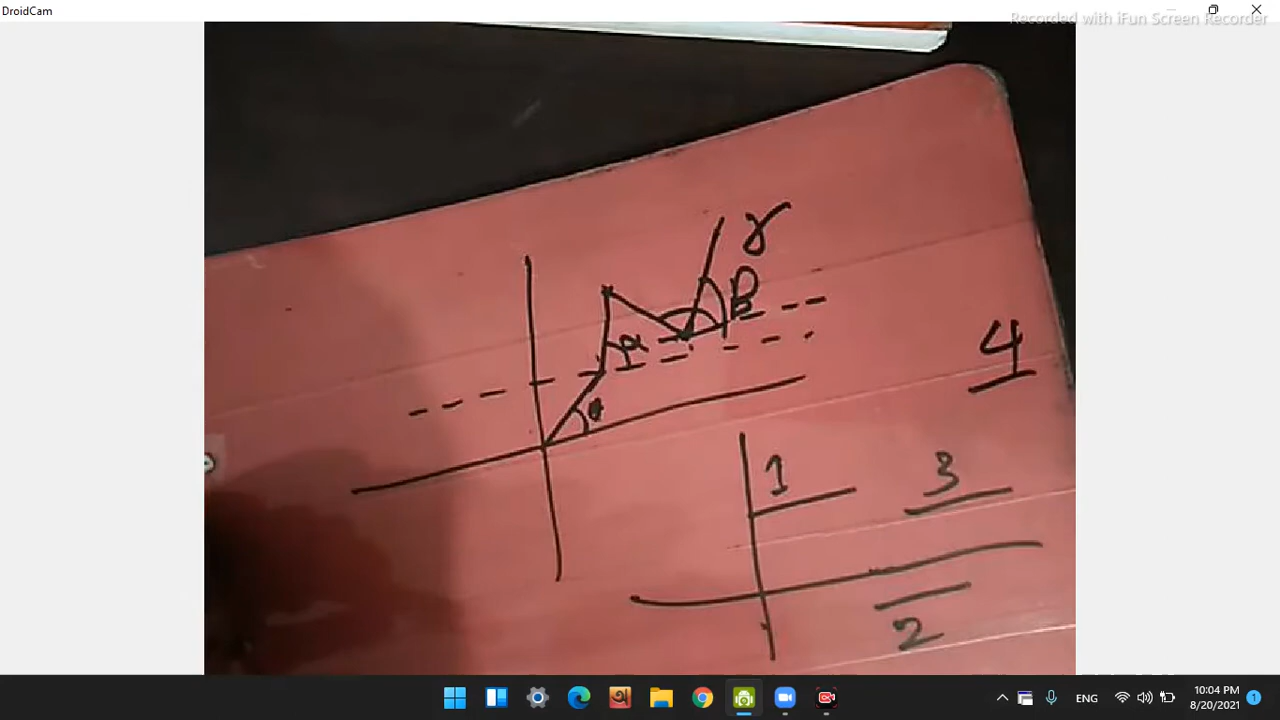 DroidCam
Recorded with iFun Screen Recorder
γ
β
α
θ
4
1
3
2
অ
ENG
10:04 PM
8/20/2021
1